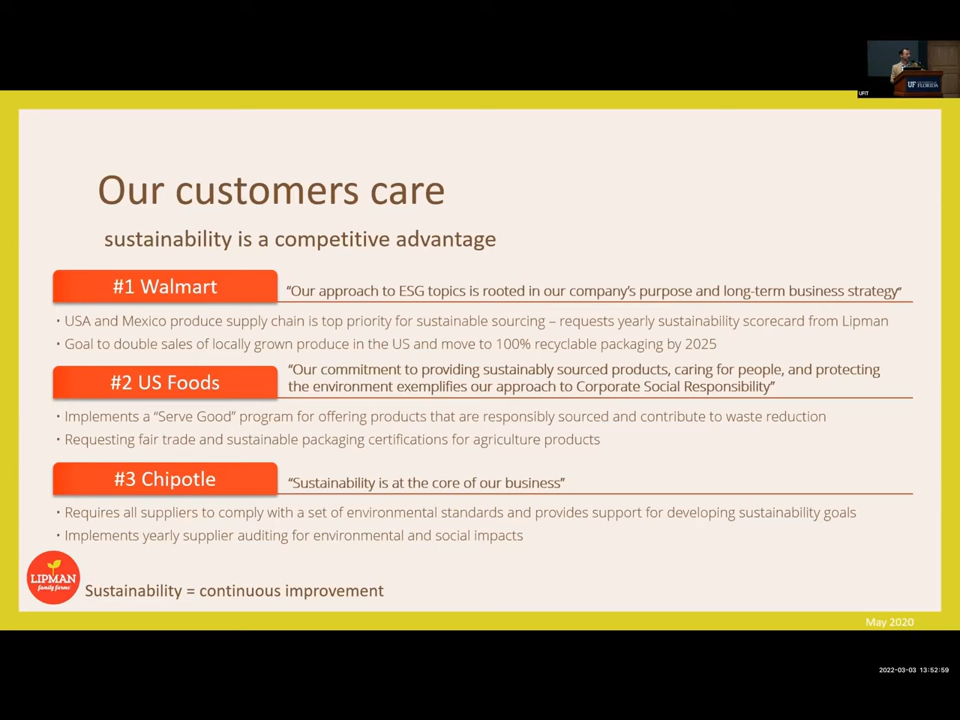 UF FLORIDA
UFIT
Our customers care
sustainability is a competitive advantage
#1 Walmart
“Our approach to ESG topics is rooted in our company’s purpose and long-term business strategy”
• USA and Mexico produce supply chain is top priority for sustainable sourcing – requests yearly sustainability scorecard from Lipman
• Goal to double sales of locally grown produce in the US and move to 100% recyclable packaging by 2025
#2 US Foods
“Our commitment to providing sustainably sourced products, caring for people, and protecting
the environment exemplifies our approach to Corporate Social Responsibility”
• Implements a “Serve Good” program for offering products that are responsibly sourced and contribute to waste reduction
• Requesting fair trade and sustainable packaging certifications for agriculture products
#3 Chipotle
“Sustainability is at the core of our business”
• Requires all suppliers to comply with a set of environmental standards and provides support for developing sustainability goals
• Implements yearly supplier auditing for environmental and social impacts
LIPMAN
family farms
Sustainability = continuous improvement
May 2020
2022-03-03 13:52:59